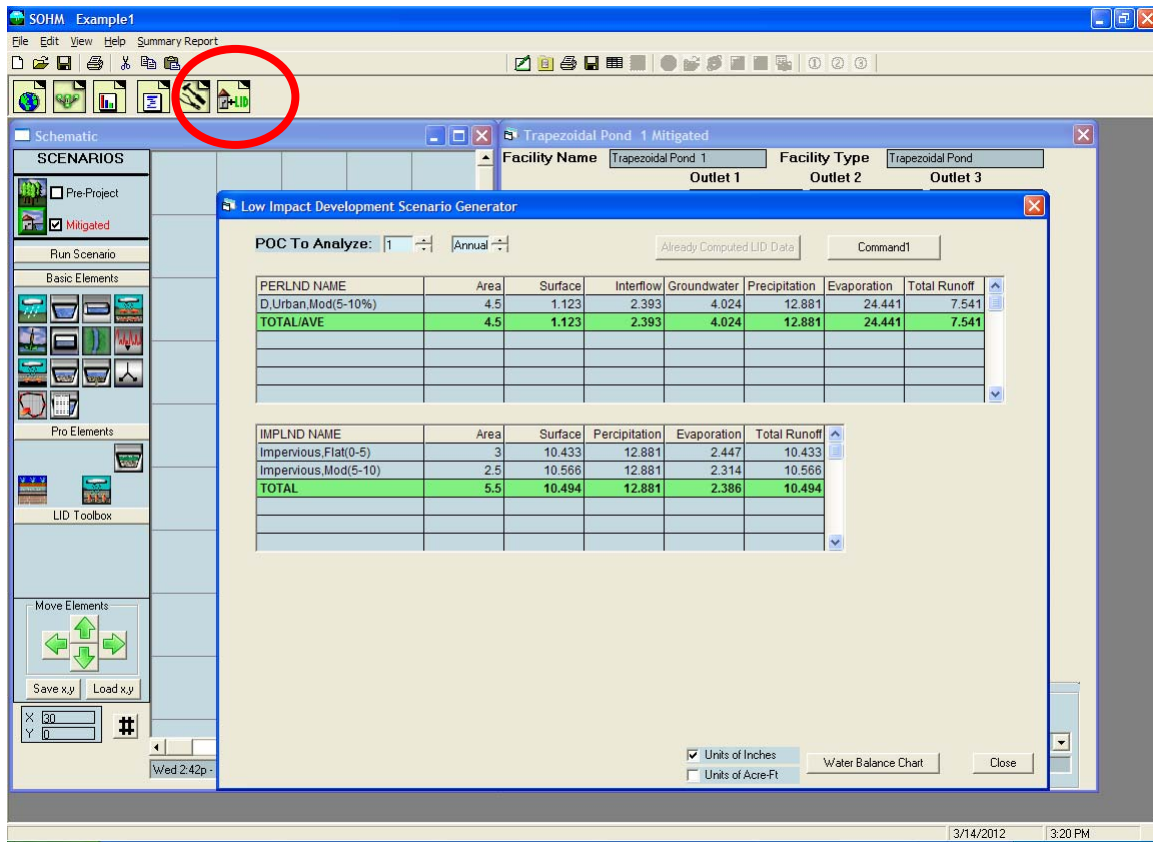 SOHM Example1
File Edit View Help Summary Report
+LID
Schematic
SCENARIOS
Pre-Project
Mitigated
Run Scenario
Basic Elements
Pro Elements
LID Toolbox
Move Elements
Save x,y Load x,y
X 30
Y 0
#
Wed 2:42p -
Trapezoidal Pond 1 Mitigated
Facility Name Trapezoidal Pond 1 Facility Type Trapezoidal Pond
Outlet 1 Outlet 2 Outlet 3
Low Impact Development Scenario Generator
POC To Analyze: 1 Annual Already Computed LID Data Command1
PERLND NAME Area Surface Interflow Groundwater Precipitation Evaporation Total Runoff
D,Urban,Mod(5-10%) 4.5 1.123 2.393 4.024 12.881 24.441 7.541
TOTAL/AVE 4.5 1.123 2.393 4.024 12.881 24.441 7.541
IMPLND NAME Area Surface Percipitation Evaporation Total Runoff
Impervious,Flat(0-5) 3 10.433 12.881 2.447 10.433
Impervious,Mod(5-10) 2.5 10.566 12.881 2.314 10.566
TOTAL 5.5 10.494 12.881 2.386 10.494
Units of Inches
Units of Acre-Ft
Water Balance Chart Close
3/14/2012 3:20 PM